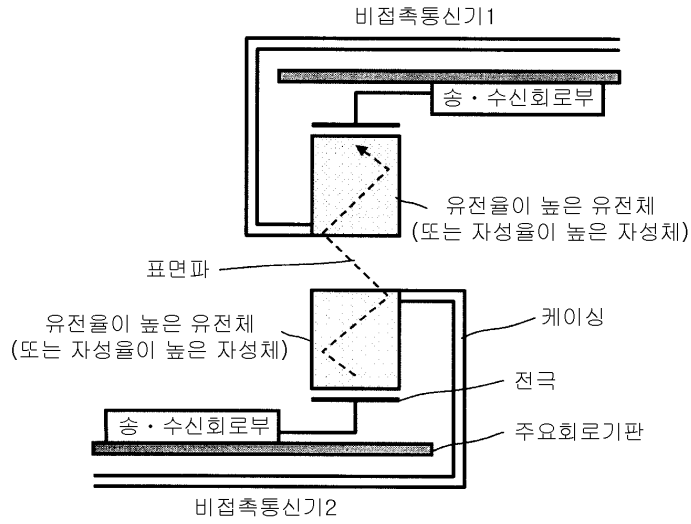 비접촉통신기1
송・수신회로부
유전율이 높은 유전체
(또는 자성율이 높은 자성체)
표면파
유전율이 높은 유전체
(또는 자성율이 높은 자성체)
케이싱
전극
송・수신회로부
주요회로기판
비접촉통신기2